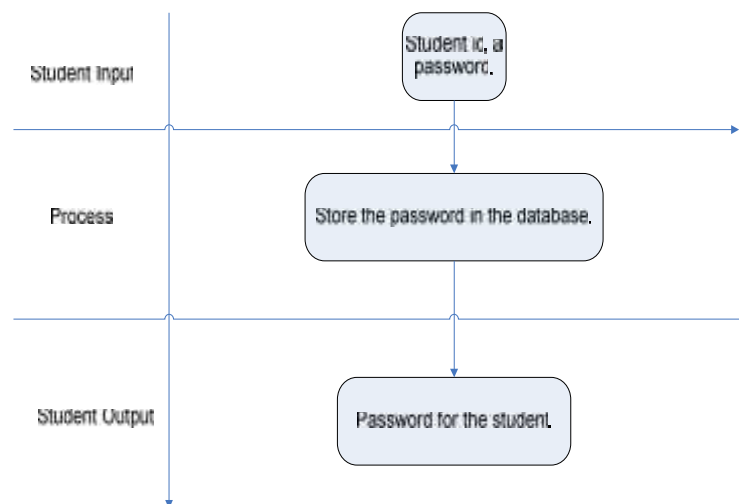 Student Input
Student id, a
password.
Process
Store the password in the database.
Student Output
Password for the student.